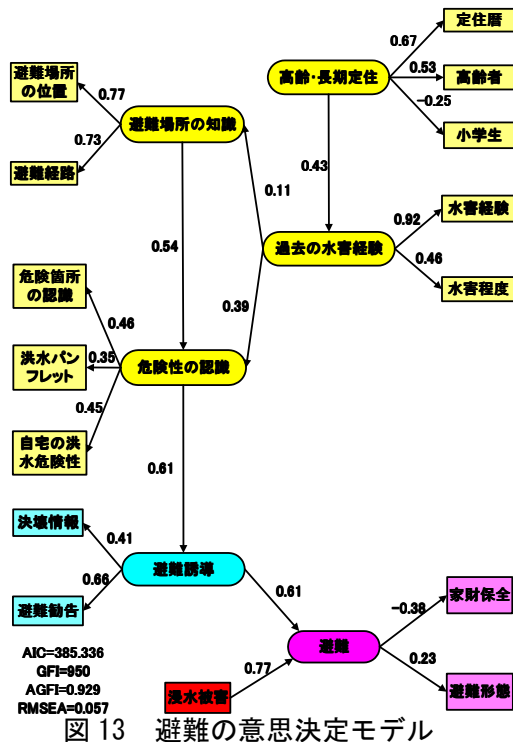 定住暦
0.67
避難場所
の位置
高齢・長期定住
0.53
高齢者
0.77
-0.25
避難場所の知識
小学生
0.73
避難経路
0.43
0.11
0.92
水害経験
0.54
過去の水害経験
0.46
危険箇所
の認識
水害程度
0.39
0.46
洪水パン
フレット
0.35
危険性の認識
0.45
自宅の洪
水危険性
0.61
決壊情報
0.41
避難誘導
0.66
0.61
家財保全
避難勧告
-0.38
避難
AIC=385.336
GFI=950
AGFI=0.929
RMSEA=0.057
0.77
0.23
浸水被害
避難形態
図 13 避難の意思決定モデル